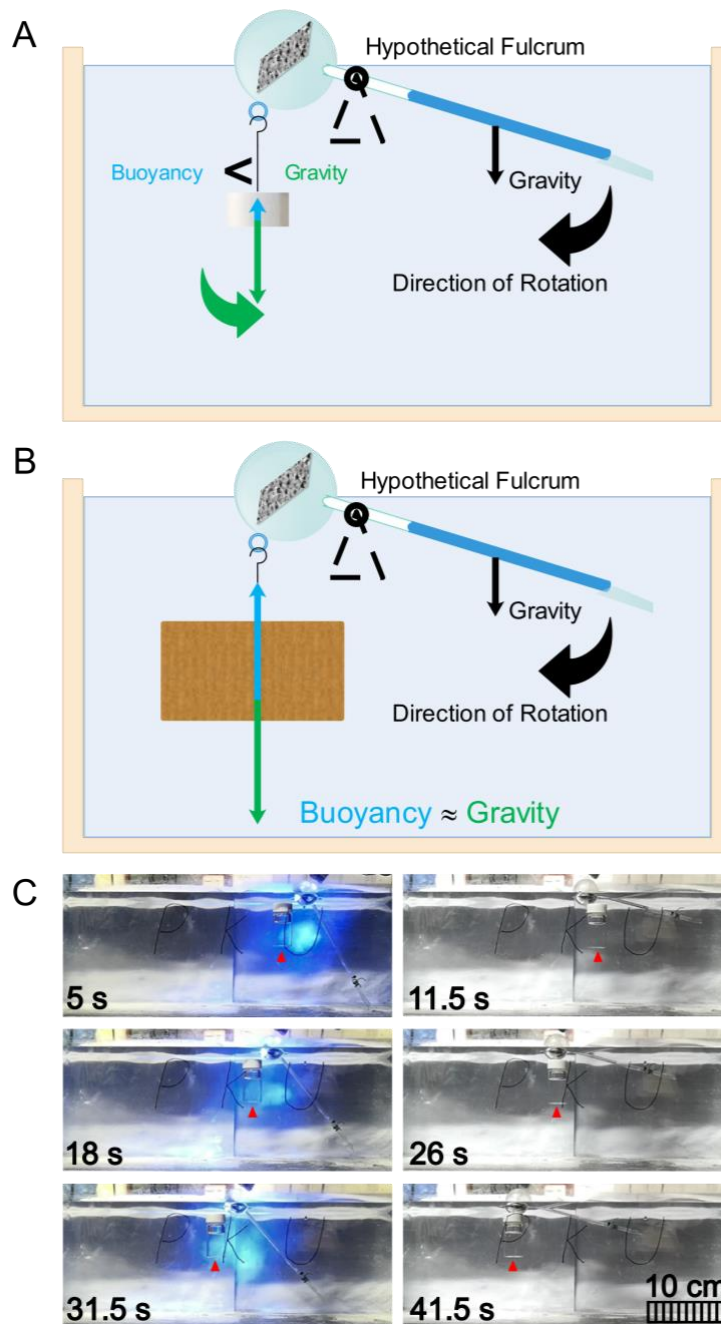 A
Hypothetical Fulcrum
Buoyancy < Gravity
Gravity
Direction of Rotation
B
Hypothetical Fulcrum
Gravity
Direction of Rotation
Buoyancy ≈ Gravity
C
P K U
5 s
P K U
11.5 s
P K U
18 s
P K U
26 s
P K U
31.5 s
P K U
41.5 s
10 cm